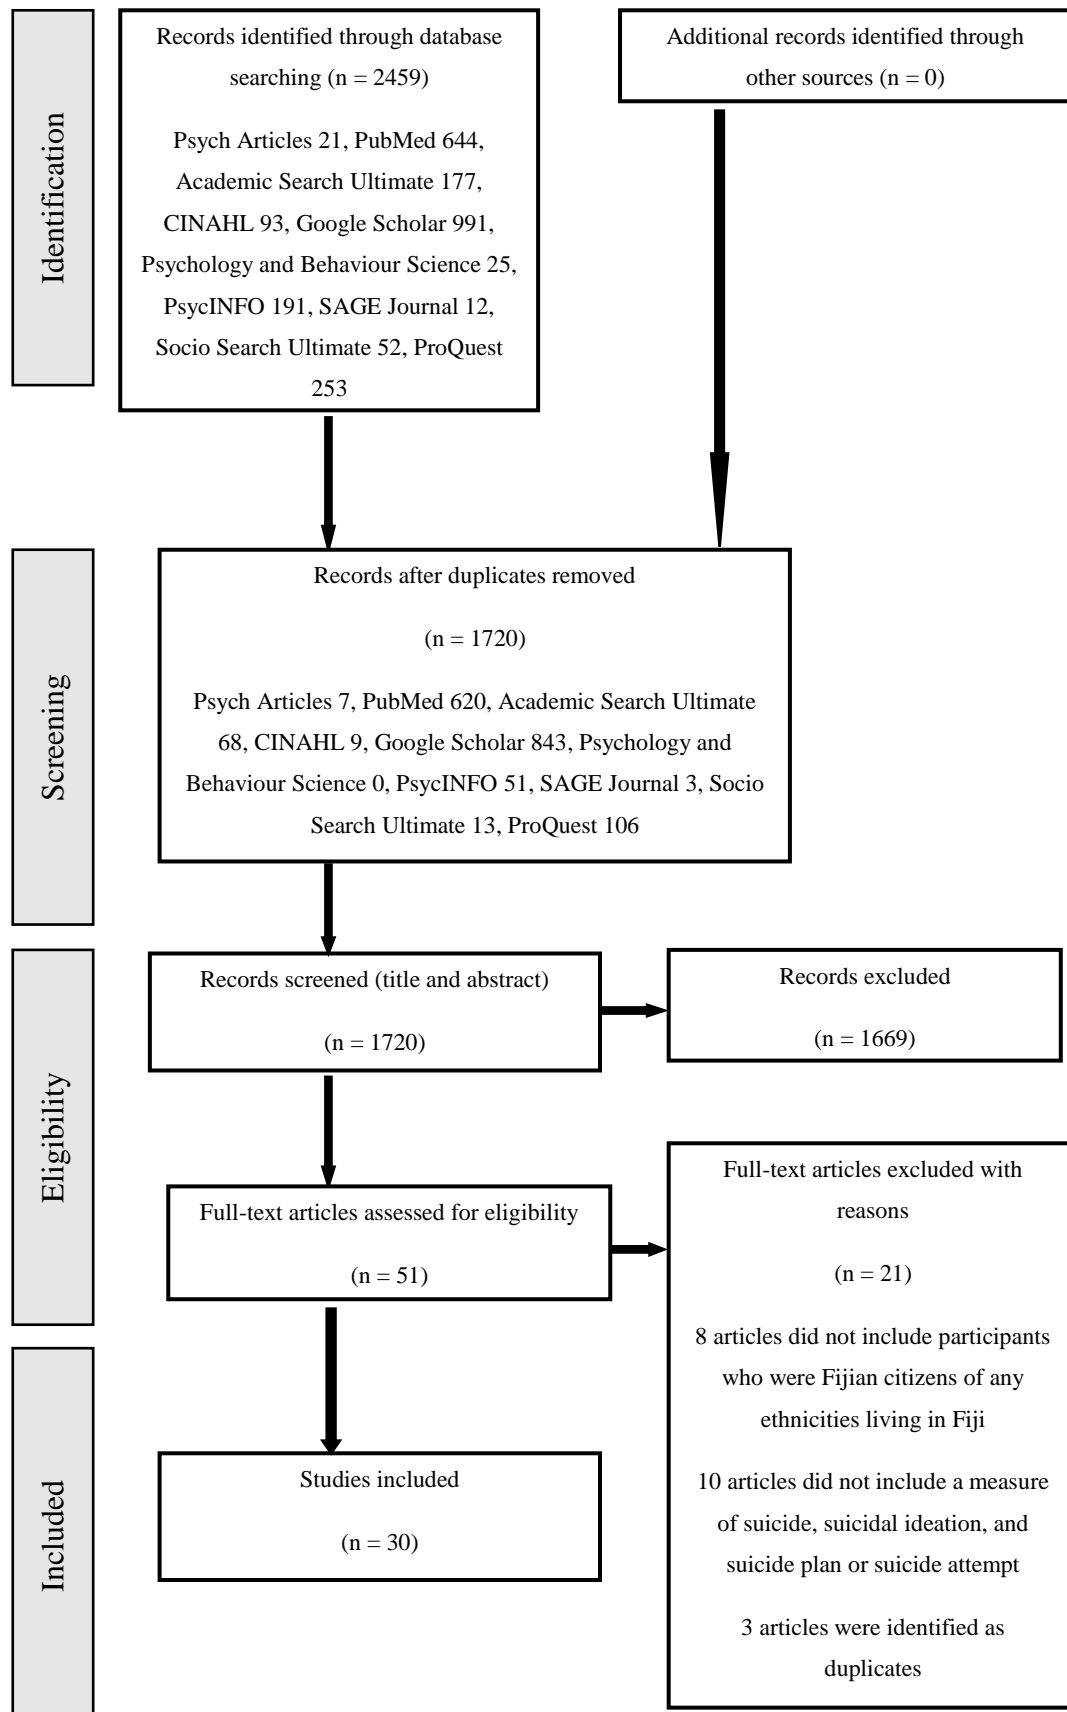 Identification
Records identified through database
searching (n = 2459)
Psych Articles 21, PubMed 644,
Academic Search Ultimate 177,
CINAHL 93, Google Scholar 991,
Psychology and Behaviour Science 25,
PsycINFO 191, SAGE Journal 12,
Socio Search Ultimate 52, ProQuest
253
Additional records identified through
other sources (n = 0)
Screening
Records after duplicates removed
(n = 1720)
Psych Articles 7, PubMed 620, Academic Search Ultimate
68, CINAHL 9, Google Scholar 843, Psychology and
Behaviour Science 0, PsycINFO 51, SAGE Journal 3, Socio
Search Ultimate 13, ProQuest 106
Eligibility
Records screened (title and abstract)
(n = 1720)
Records excluded
(n = 1669)
Full-text articles assessed for eligibility
(n = 51)
Full-text articles excluded with
reasons
(n = 21)
8 articles did not include participants
who were Fijian citizens of any
ethnicities living in Fiji
10 articles did not include a measure
of suicide, suicidal ideation, and
suicide plan or suicide attempt
3 articles were identified as
duplicates
Included
Studies included
(n = 30)